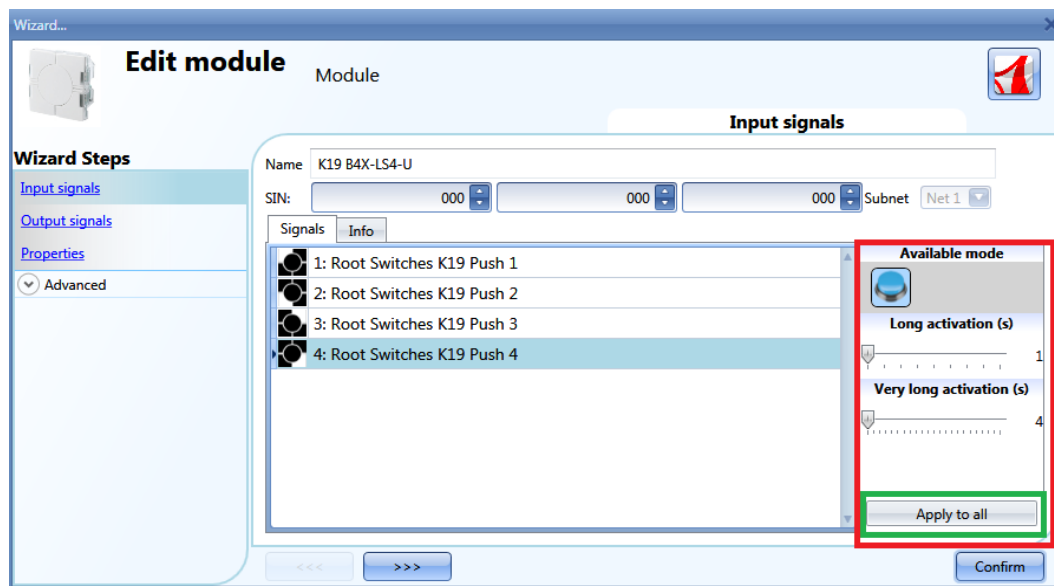 Wizard...
Edit module
Module
Input signals
Wizard Steps
Input signals
Output signals
Properties
Advanced
Name K19 B4X-LS4-U
SIN: 000 000 000 Subnet Net 1
Signals Info
1: Root Switches K19 Push 1
2: Root Switches K19 Push 2
3: Root Switches K19 Push 3
4: Root Switches K19 Push 4
Available mode
Long activation (s)
1
Very long activation (s)
4
Apply to all
<<< >>> Confirm